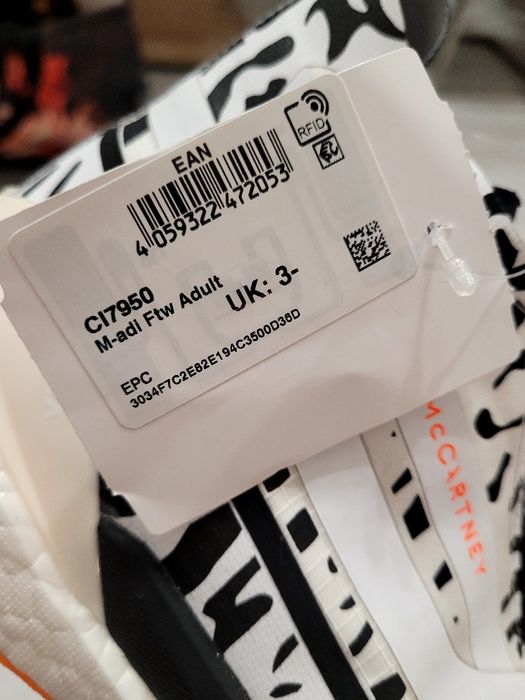 RFID
EAN
4 059322 472053
CI7950
M-adi Ftw Adult
UK: 3-
EPC
3034F7C2E82E194C3500D36D
McCARTNEY